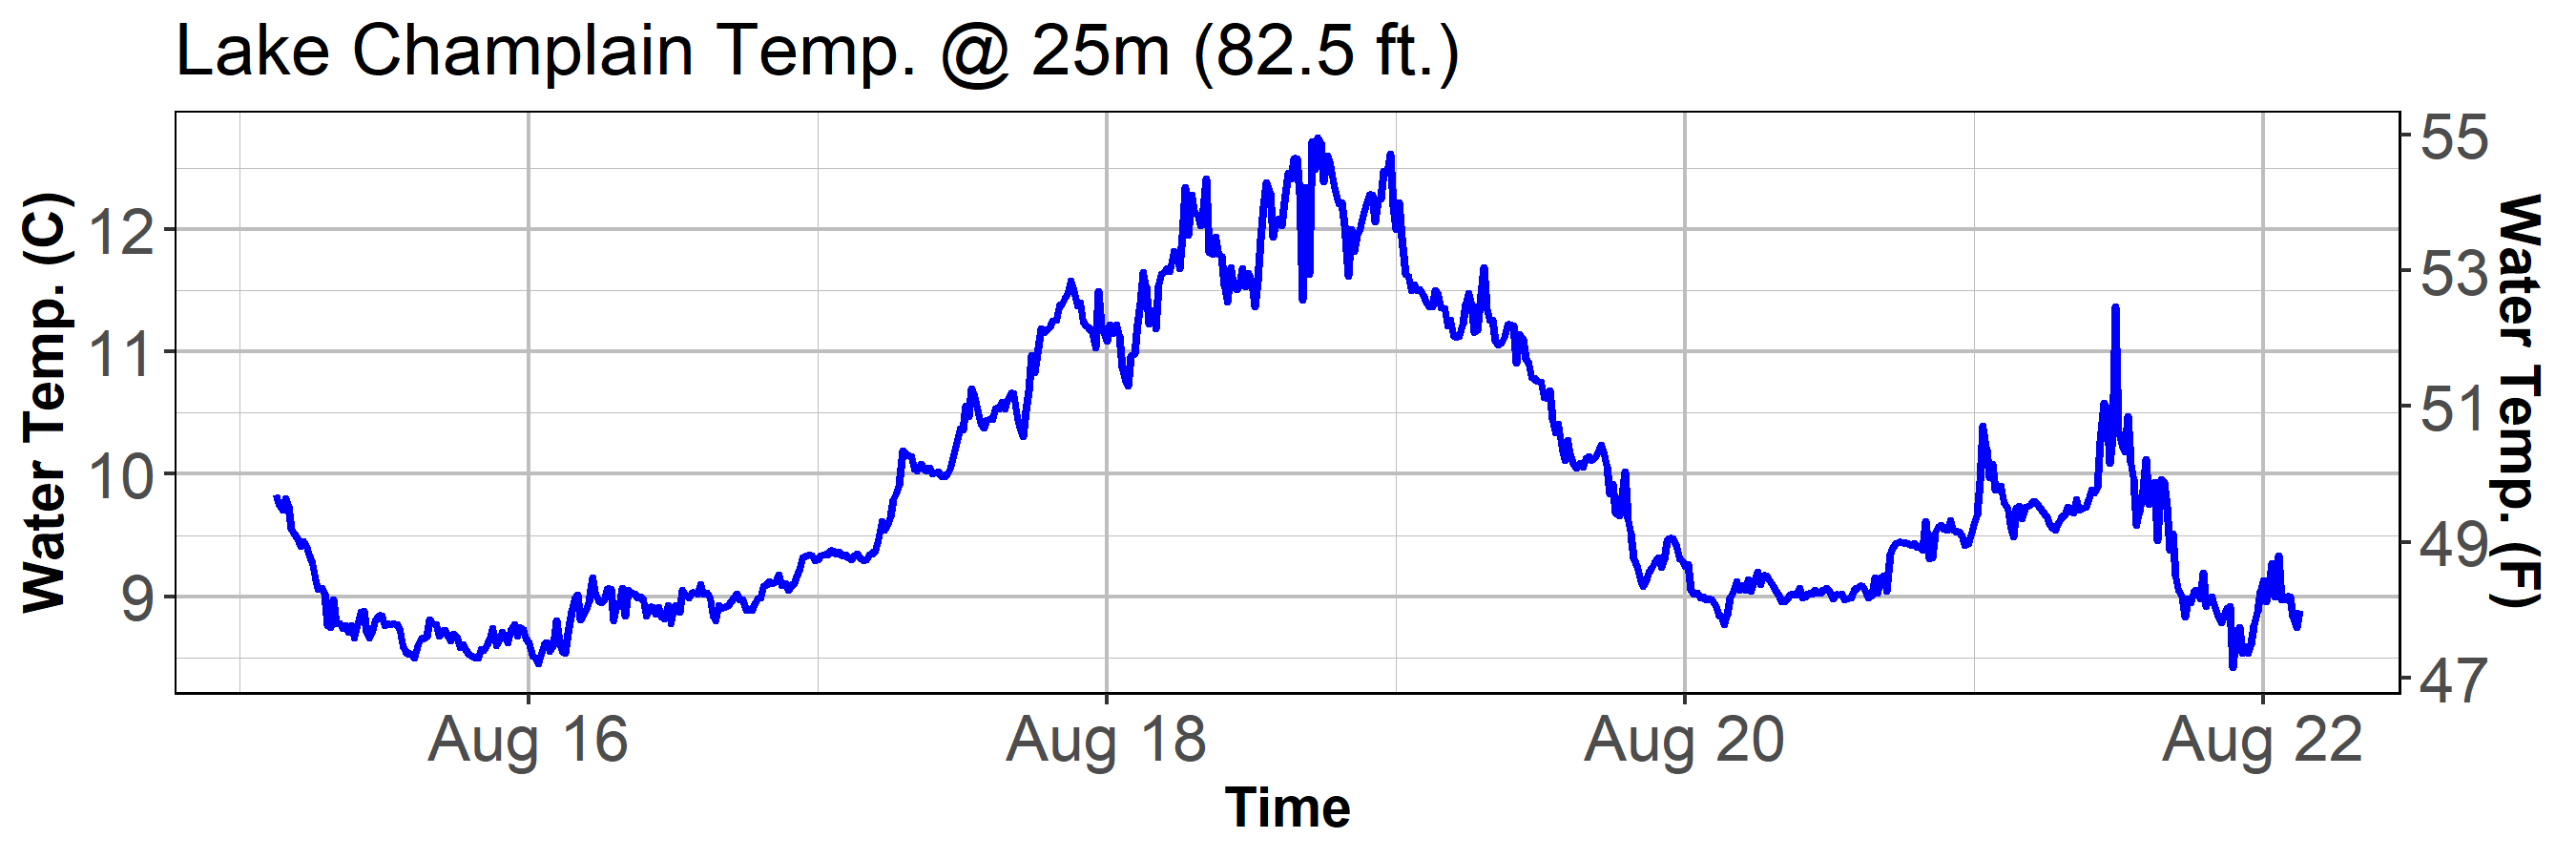 Lake Champlain Temp. @ 25m (82.5 ft.)
Water Temp. (C)
12
11
10
9
55
53
51
49
47
Water Temp. (F)
Aug 16
Aug 18
Aug 20
Aug 22
Time